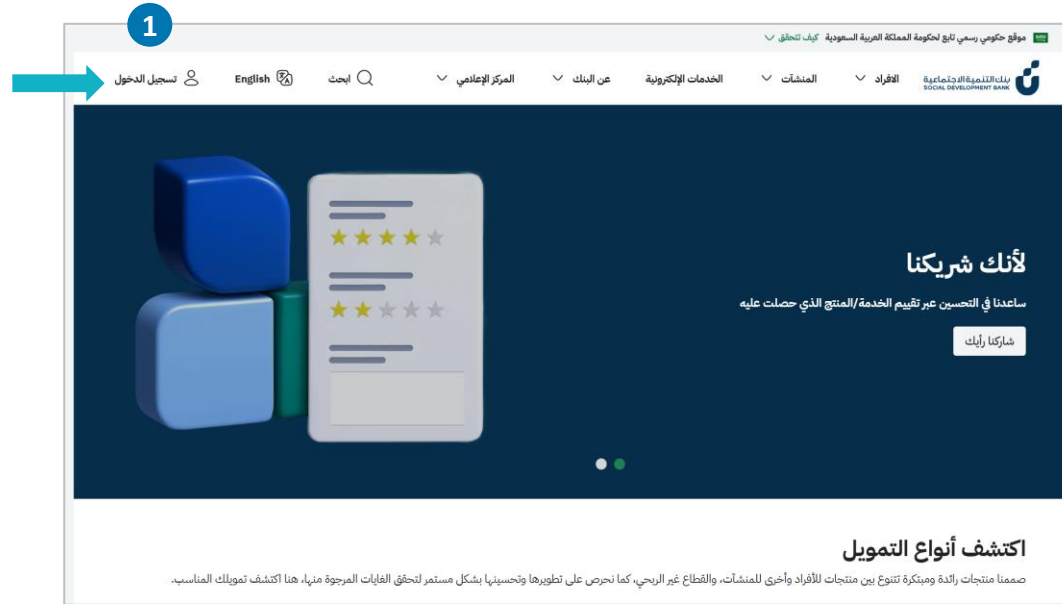 1
موقع حكومي رسمي تابع لحكومة المملكة العربية السعودية كيف تتحقق
بنك التنمية الاجتماعية
SOCIAL DEVELOPMENT BANK
الافراد
المنشآت
الخدمات الإلكترونية
عن البنك
المركز الإعلامي
ابحث
English
تسجيل الدخول
لأنك شريكنا
ساعدنا في التحسين عبر تقييم الخدمة/المنتج الذي حصلت عليه
شاركنا رأيك
اكتشف أنواع التمويل
صممنا منتجات رائدة ومبتكرة تتنوع بين منتجات للأفراد وأخرى للمنشآت، والقطاع غير الربحي، كما نحرص على تطويرها وتحسينها بشكل مستمر لتحقق الغايات المرجوة منها، هنا اكتشف تمويلك المناسب.